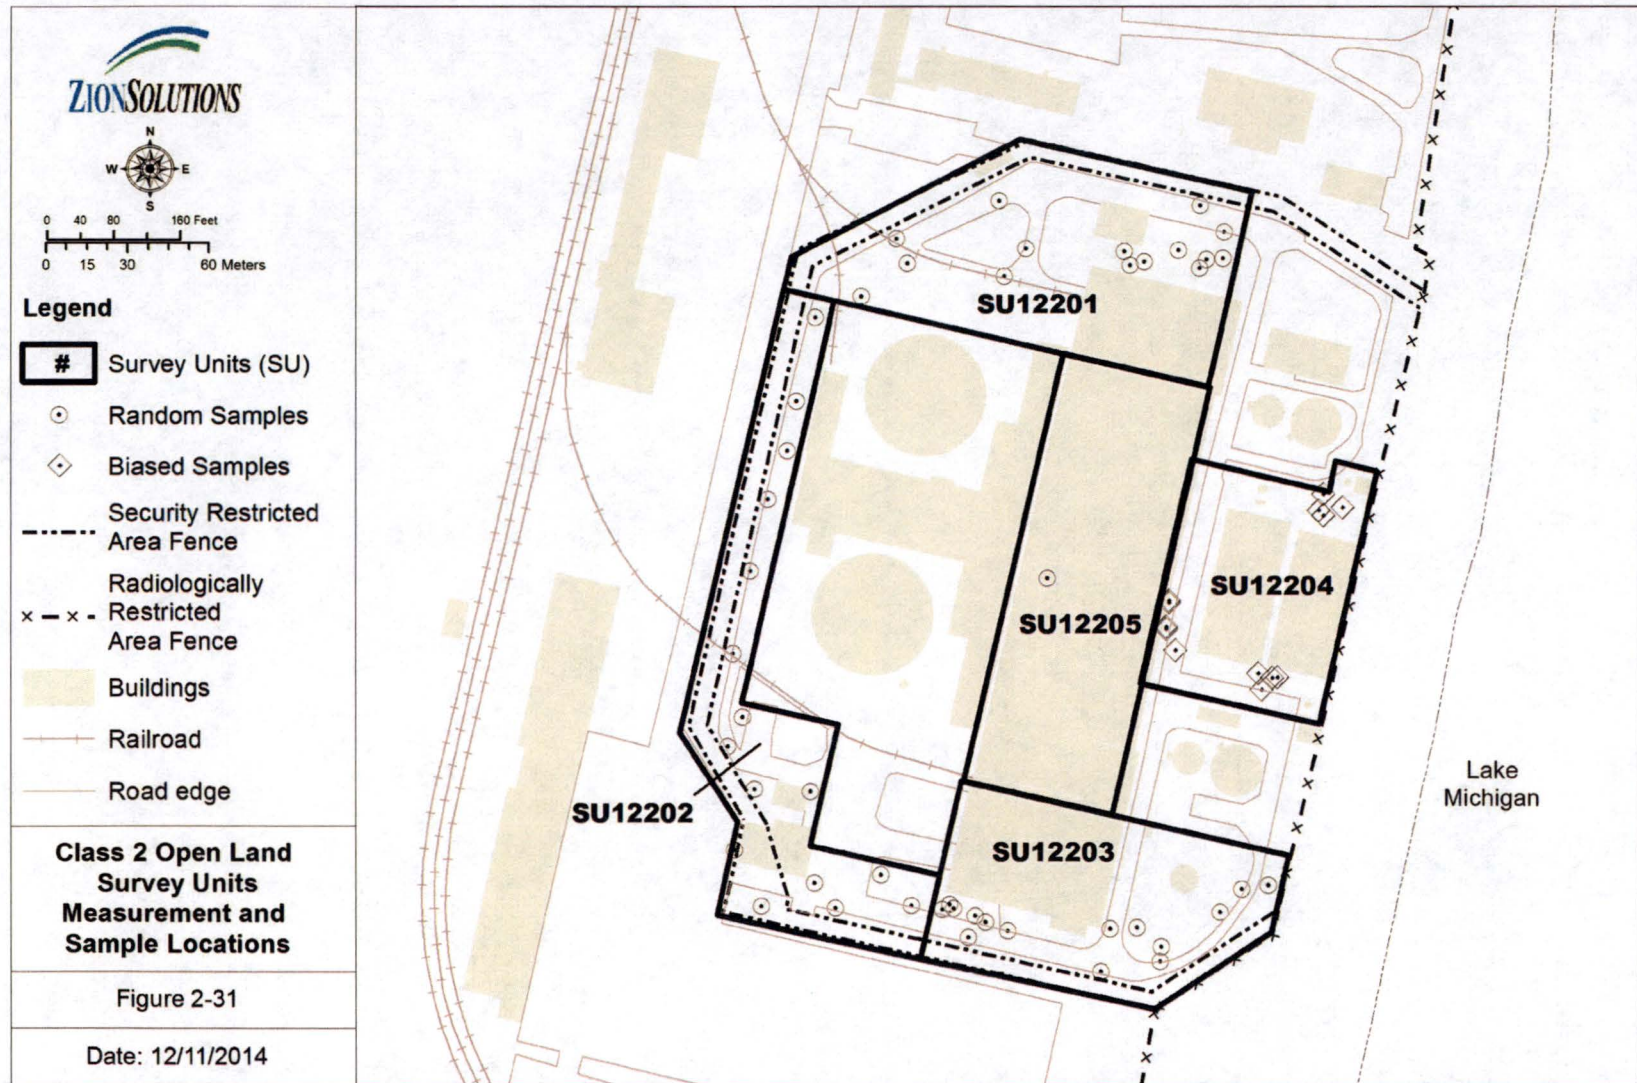 ZIONSOLUTIONS
N
W E
S
0 40 80 160 Feet
0 15 30 60 Meters
Legend
# Survey Units (SU)
Random Samples
Biased Samples
Security Restricted
Area Fence
Radiologically
Restricted
Area Fence
Buildings
Railroad
Road edge
Class 2 Open Land
Survey Units
Measurement and
Sample Locations
Figure 2-31
Date: 12/11/2014
SU12201
SU12204
SU12205
SU12202
SU12203
Lake
Michigan